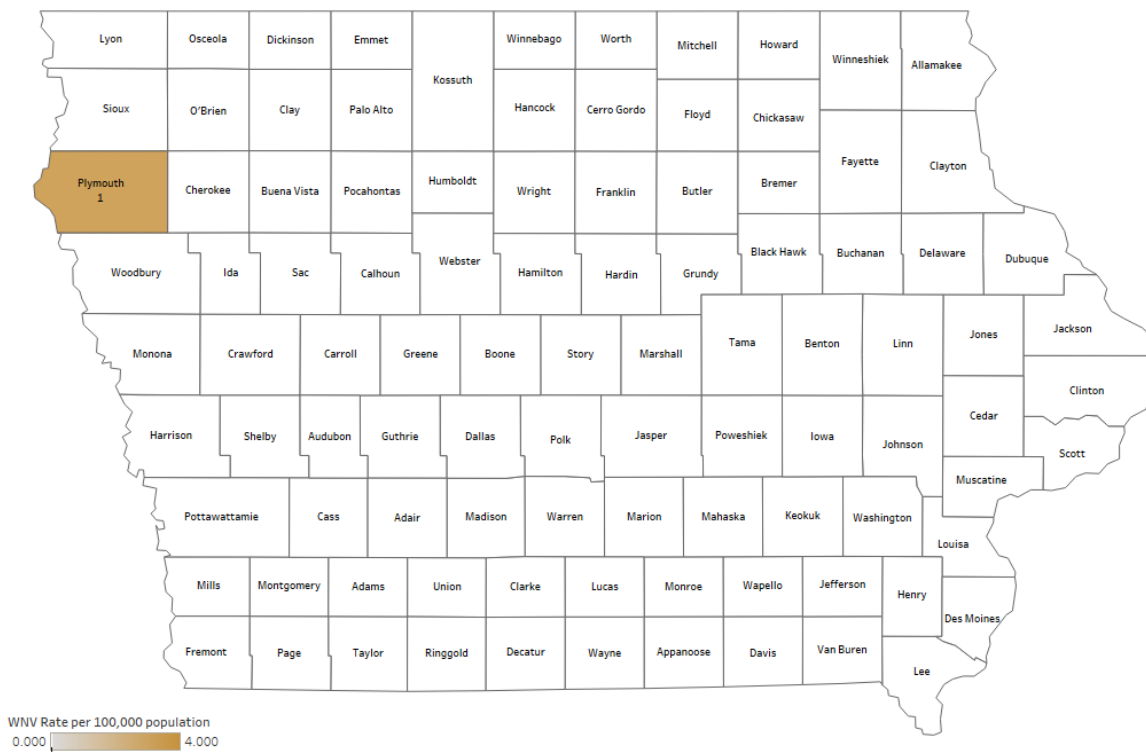 Lyon
Osceola
Dickinson
Emmet
Kossuth
Winnebago
Worth
Mitchell
Howard
Winneshiek
Allamakee
Sioux
O'Brien
Clay
Palo Alto
Hancock
Cerro Gordo
Floyd
Chickasaw
Fayette
Clayton
Plymouth
1
Cherokee
Buena Vista
Pocahontas
Humboldt
Wright
Franklin
Butler
Bremer
Woodbury
Ida
Sac
Calhoun
Webster
Hamilton
Hardin
Grundy
Black Hawk
Buchanan
Delaware
Dubuque
Monona
Crawford
Carroll
Greene
Boone
Story
Marshall
Tama
Benton
Linn
Jones
Jackson
Clinton
Harrison
Shelby
Audubon
Guthrie
Dallas
Polk
Jasper
Poweshiek
Iowa
Johnson
Cedar
Scott
Muscatine
Pottawattamie
Cass
Adair
Madison
Warren
Marion
Mahaska
Keokuk
Washington
Louisa
Mills
Montgomery
Adams
Union
Clarke
Lucas
Monroe
Wapello
Jefferson
Henry
Des Moines
Fremont
Page
Taylor
Ringgold
Decatur
Wayne
Appanoose
Davis
Van Buren
Lee
WNV Rate per 100,000 population
0.000 4.000